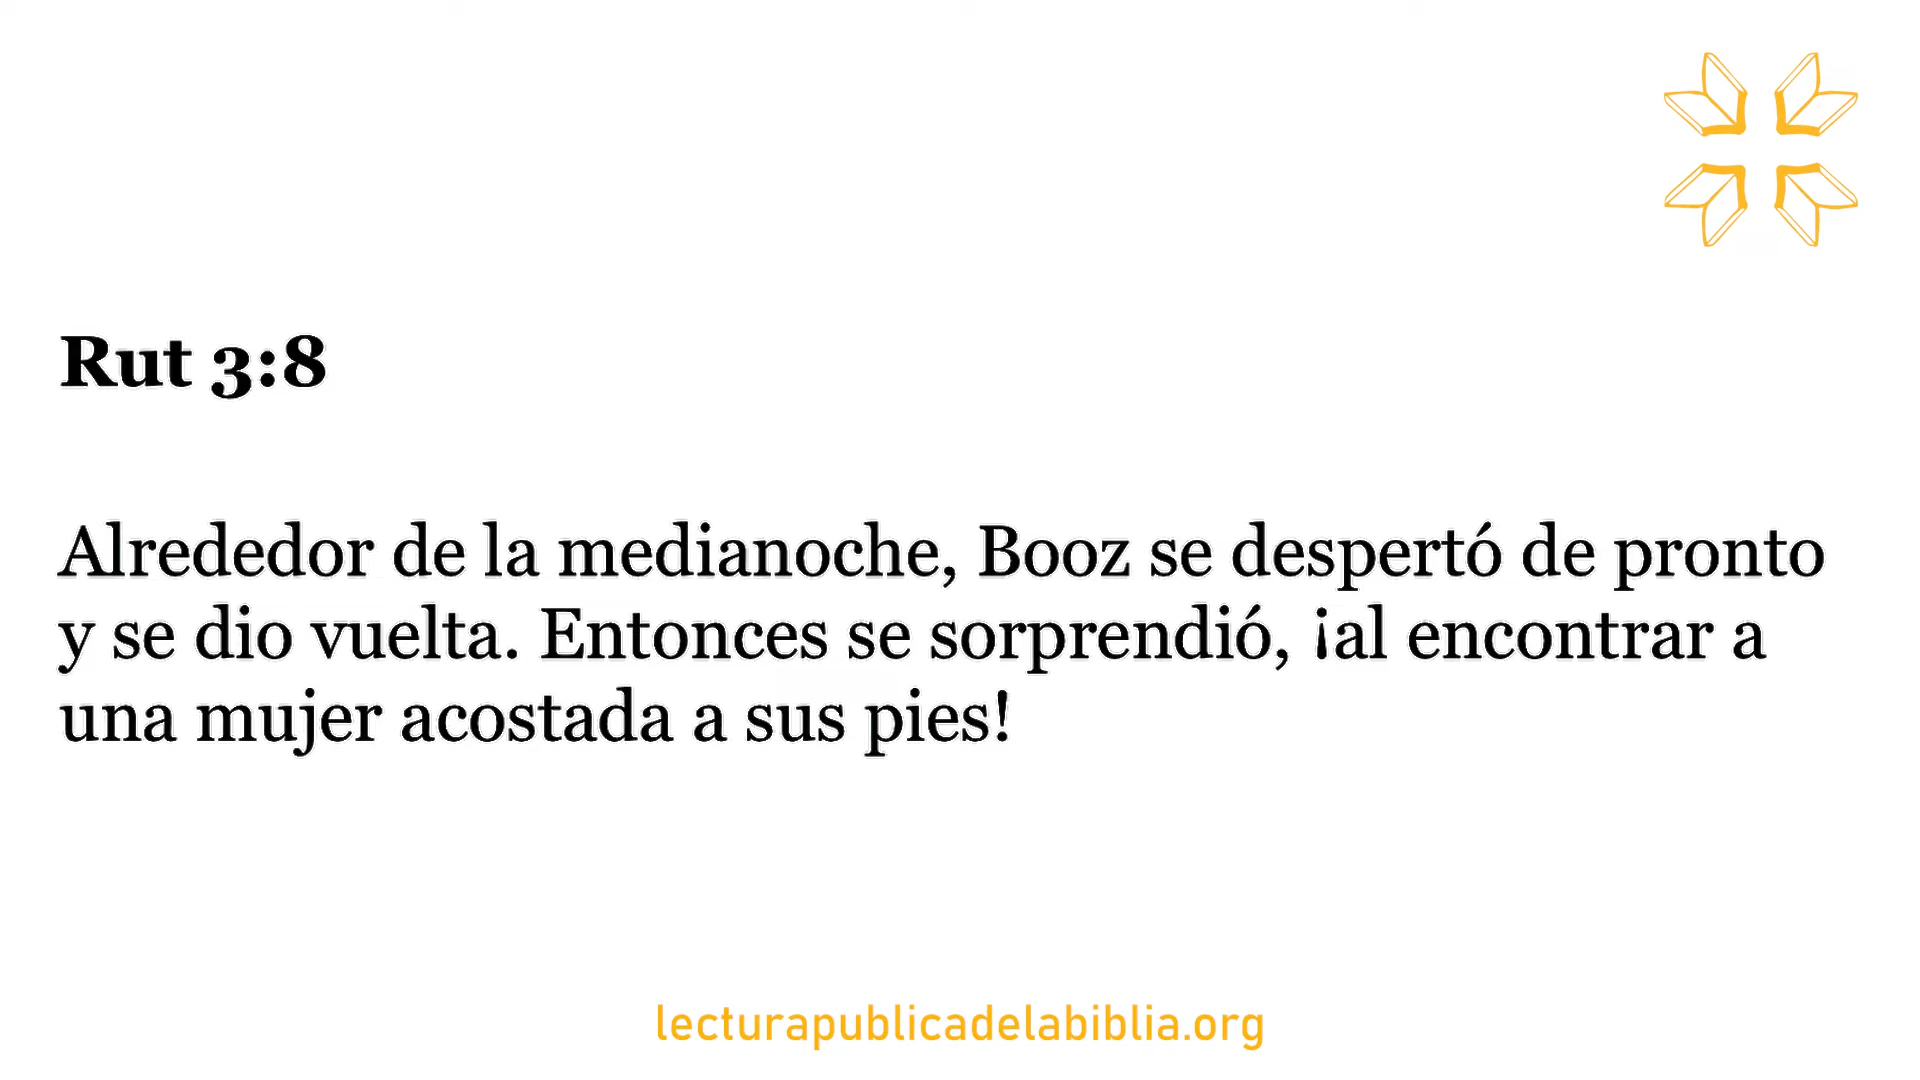 Rut 3:8
Alrededor de la medianoche, Booz se despertó de pronto
y se dio vuelta. Entonces se sorprendió, ¡al encontrar a
una mujer acostada a sus pies!
lecturapublicadelabiblia.org